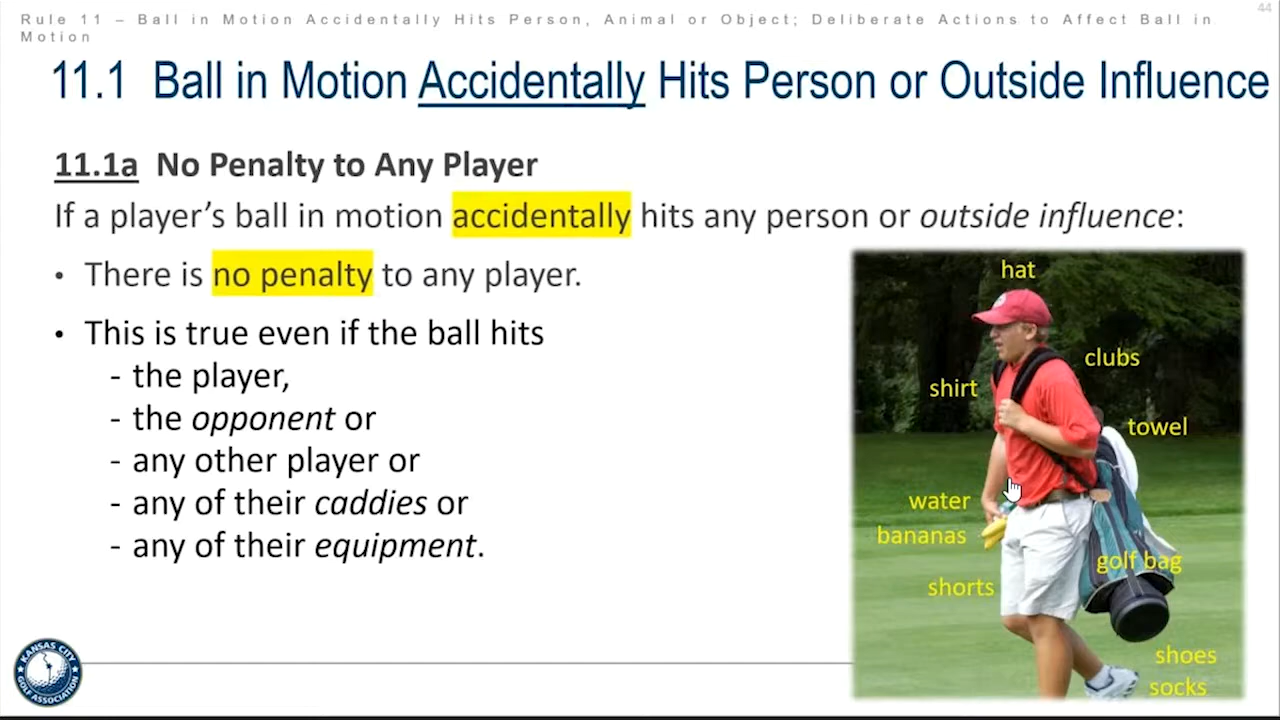 Rule 11 – Ball in Motion Accidentally Hits Person, Animal or Object; Deliberate Actions to Affect Ball in
Motion
44
11.1 Ball in Motion Accidentally Hits Person or Outside Influence
11.1a No Penalty to Any Player
If a player’s ball in motion accidentally hits any person or outside influence:
• There is no penalty to any player.
• This is true even if the ball hits
- the player,
- the opponent or
- any other player or
- any of their caddies or
- any of their equipment.
hat
clubs
shirt
towel
water
bananas
golf bag
shorts
shoes
socks
KANSAS CITY
GOLF ASSOCIATION